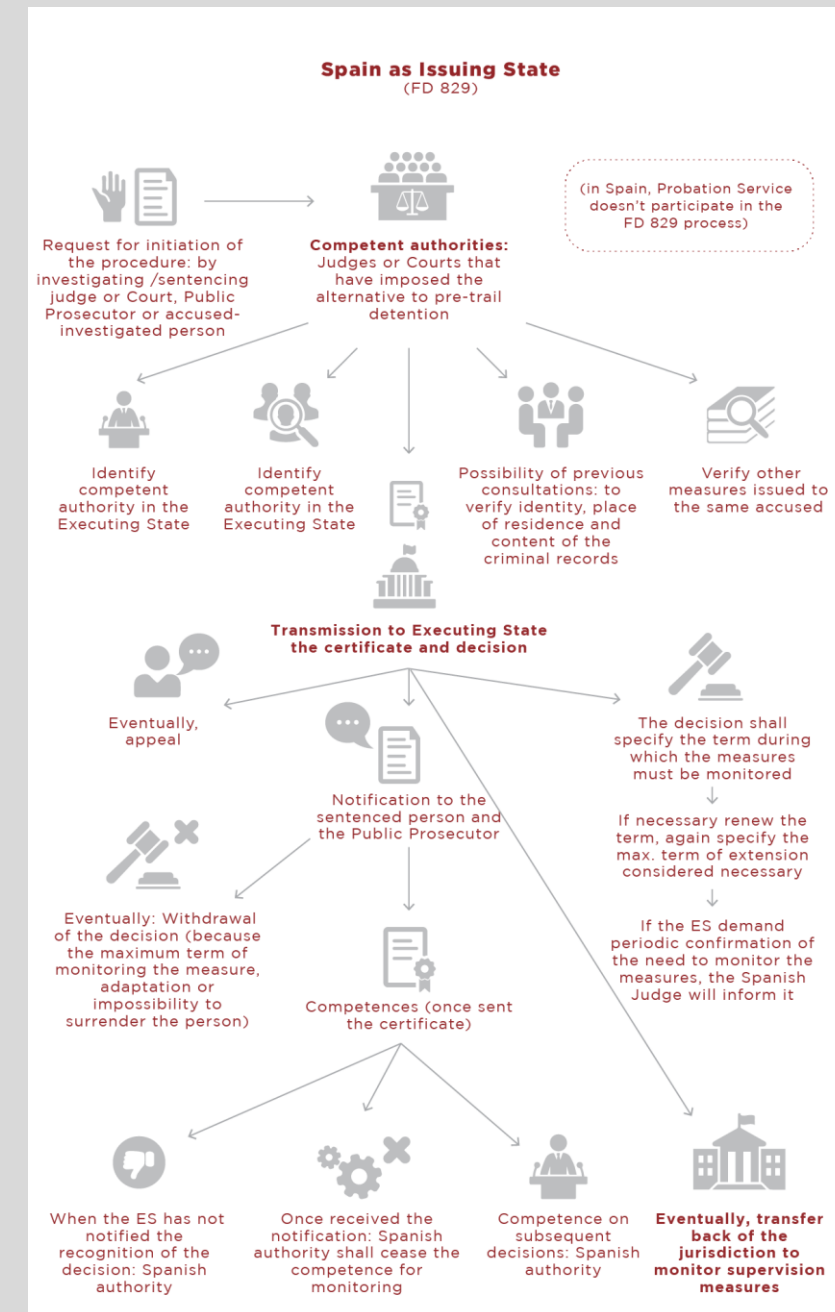 Spain as Issuing State
(FD 829)
(in Spain, Probation Service
doesn't participate in the
FD 829 process)
Request for initiation of
the procedure: by
investigating /sentencing
judge or Court, Public
Prosecutor or accused-
investigated person
Competent authorities:
Judges or Courts that
have imposed the
alternative to pre-trail
detention
Identify
competent
authority in the
Executing State
Identify
competent
authority in the
Executing State
Possibility of previous
consultations: to
verify identity, place
of residence and
content of the
criminal records
Verify other
measures issued to
the same accused
Transmission to Executing State
the certificate and decision
Eventually,
appeal
Notification to the
sentenced person and
the Public Prosecutor
The decision shall
specify the term during
which the measures
must be monitored
If necessary renew the
term, again specify the
max. term of extension
considered necessary
If the ES demand
periodic confirmation of
the need to monitor the
measures, the Spanish
Judge will inform it
Eventually: Withdrawal
of the decision (because
the maximum term of
monitoring the measure,
adaptation or
impossibility to
surrender the person)
Competences (once sent
the certificate)
When the ES has not
notified the
recognition of the
decision: Spanish
authority
Once received the
notification: Spanish
authority shall cease the
competence for
monitoring
Competence on
subsequent
decisions: Spanish
authority
Eventually, transfer
back of the
jurisdiction to
monitor supervision
measures